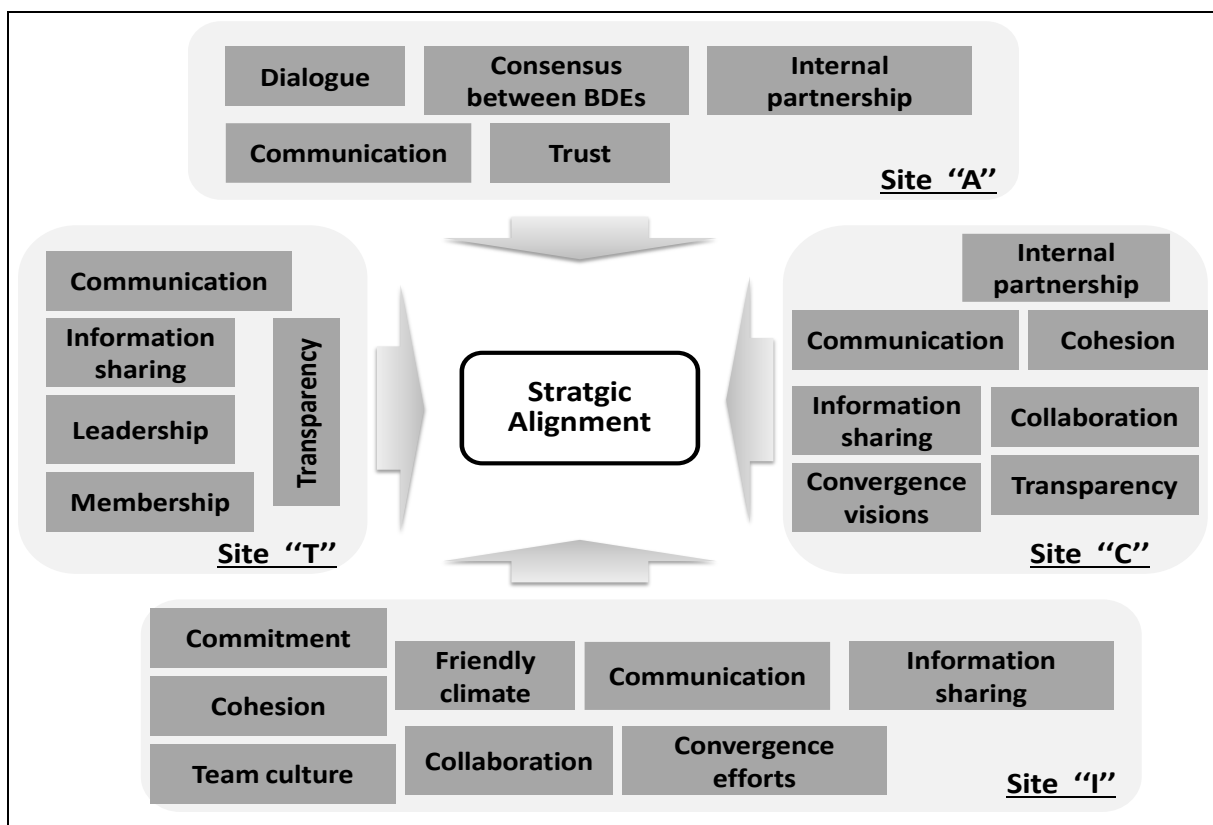 Dialogue
Consensus
between BDEs
Internal
partnership
Communication
Trust
Site "A"
Communication
Information
sharing
Transparency
Leadership
Membership
Site "T"
Stratgic
Alignment
Internal
partnership
Communication
Cohesion
Information
sharing
Collaboration
Convergence
visions
Transparency
Site "C"
Commitment
Cohesion
Team culture
Friendly
climate
Communication
Information
sharing
Collaboration
Convergence
efforts
Site "I"